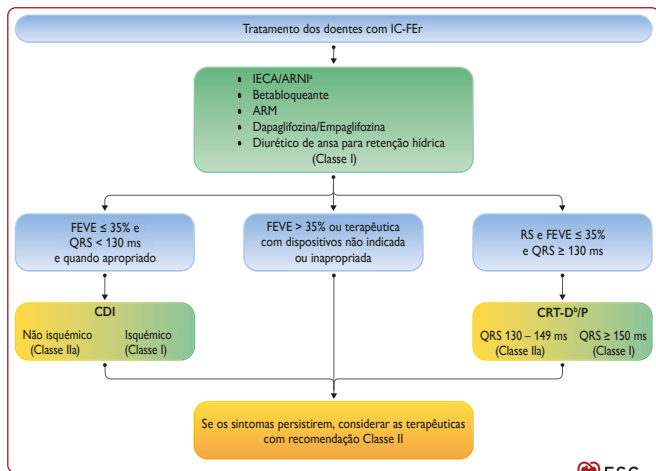 Tratamento dos doentes com IC-FEr
• IECA/ARNIª
• Betabloqueante
• ARM
• Dapaglifozina/Empaglifozina
• Diurético de ansa para retenção hídrica
(Classe I)
FEVE ≤ 35% e
QRS < 130 ms
e quando apropriado
FEVE > 35% ou terapêutica
com dispositivos não indicada
ou inapropriada
RS e FEVE ≤ 35%
e QRS ≥ 130 ms
CDI
Não isquémico
(Classe IIa)
Isquémico
(Classe I)
CRT-Dᵇ/P
QRS 130 – 149 ms
(Classe IIa)
QRS ≥ 150 ms
(Classe I)
Se os sintomas persistirem, considerar as terapêuticas
com recomendação Classe II
ESC